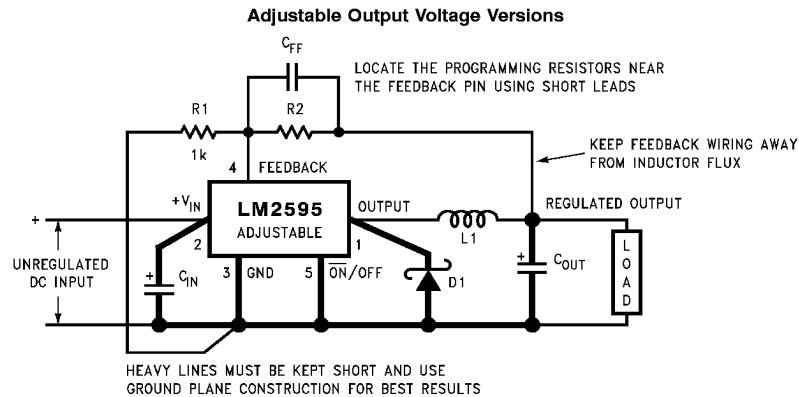 Adjustable Output Voltage Versions
CFF
LOCATE THE PROGRAMMING RESISTORS NEAR
THE FEEDBACK PIN USING SHORT LEADS
R1
R2
1k
KEEP FEEDBACK WIRING AWAY
FROM INDUCTOR FLUX
4
FEEDBACK
+VIN
LM2595
ADJUSTABLE
OUTPUT
REGULATED OUTPUT
+
2
1
L1
UNREGULATED
DC INPUT
+
CIN
3
GND
5
ON/OFF
D1
+
COUT
LOAD
HEAVY LINES MUST BE KEPT SHORT AND USE
GROUND PLANE CONSTRUCTION FOR BEST RESULTS